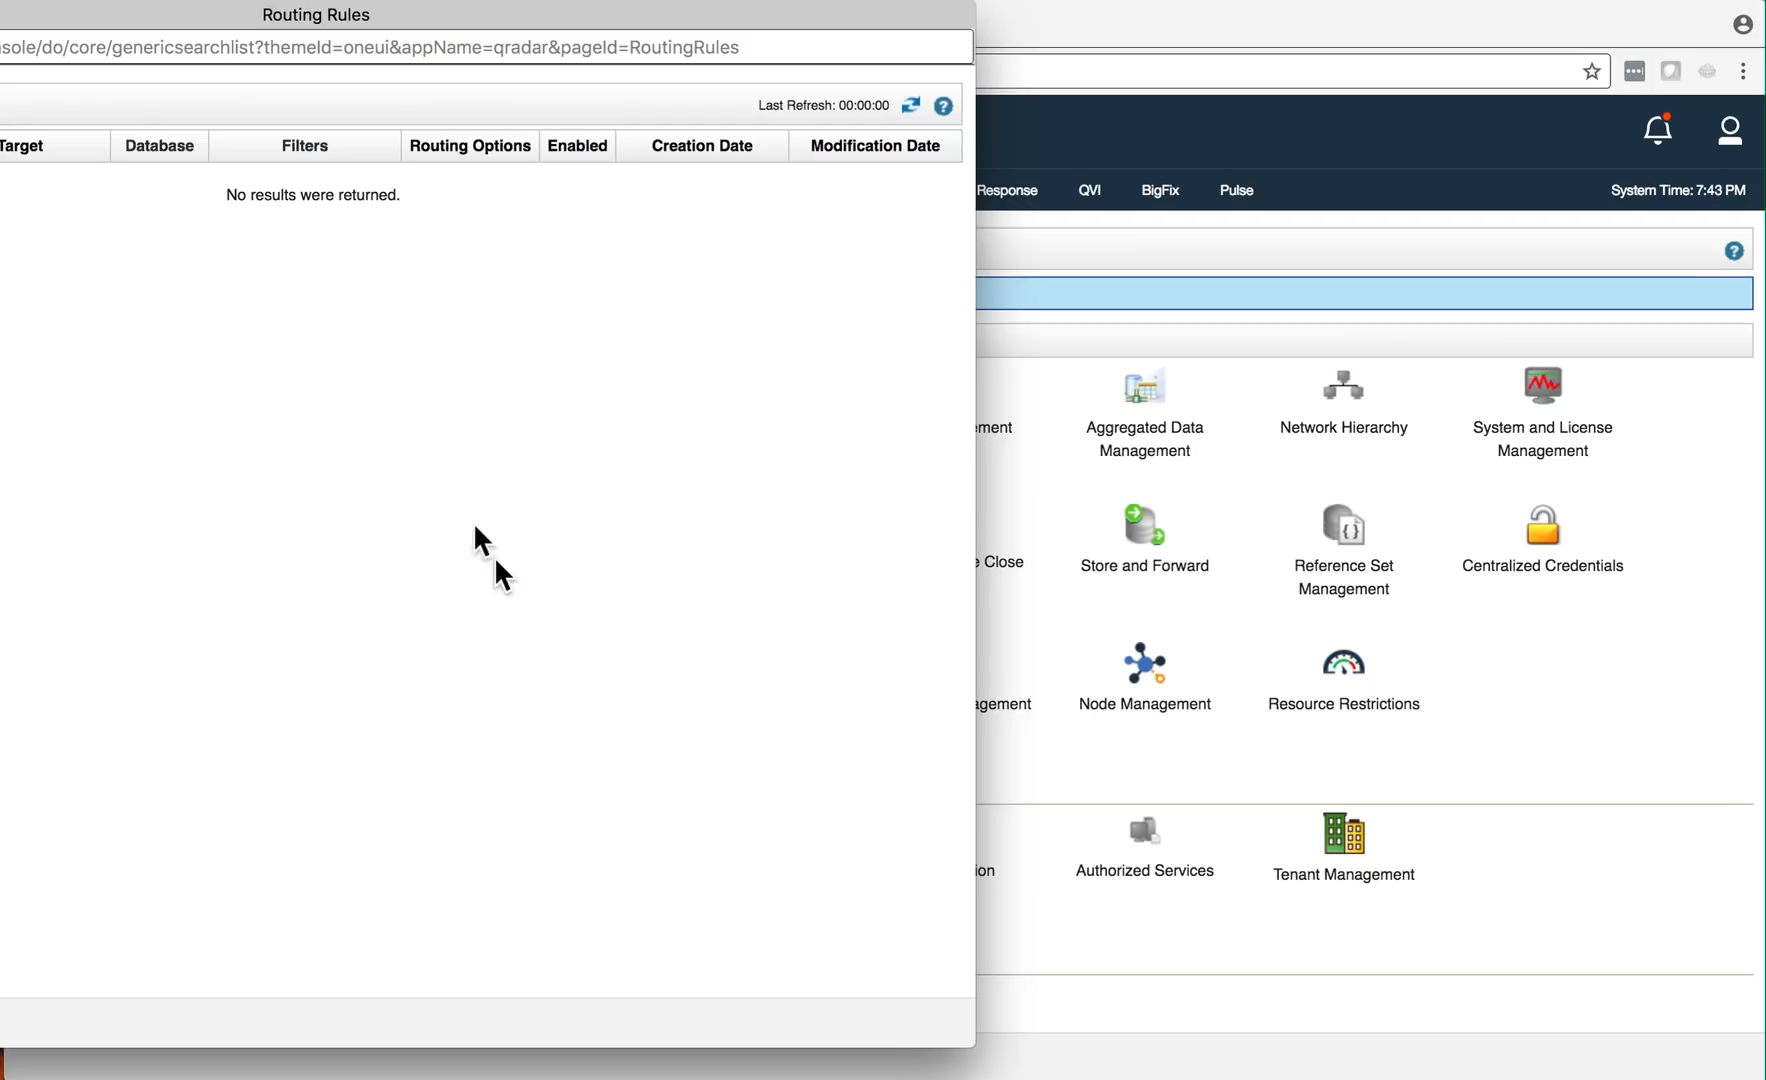 Routing Rules
sole/do/core/genericsearchlist?themeId=oneui&appName=qradar&pageId=RoutingRules
Last Refresh: 00:00:00
Target Database Filters Routing Options Enabled Creation Date Modification Date
No results were returned.
Response QVI BigFix Pulse System Time: 7:43 PM
ement
Aggregated Data
Management
Network Hierarchy
System and License
Management
e Close
Store and Forward
Reference Set
Management
Centralized Credentials
agement
Node Management
Resource Restrictions
ion
Authorized Services
Tenant Management